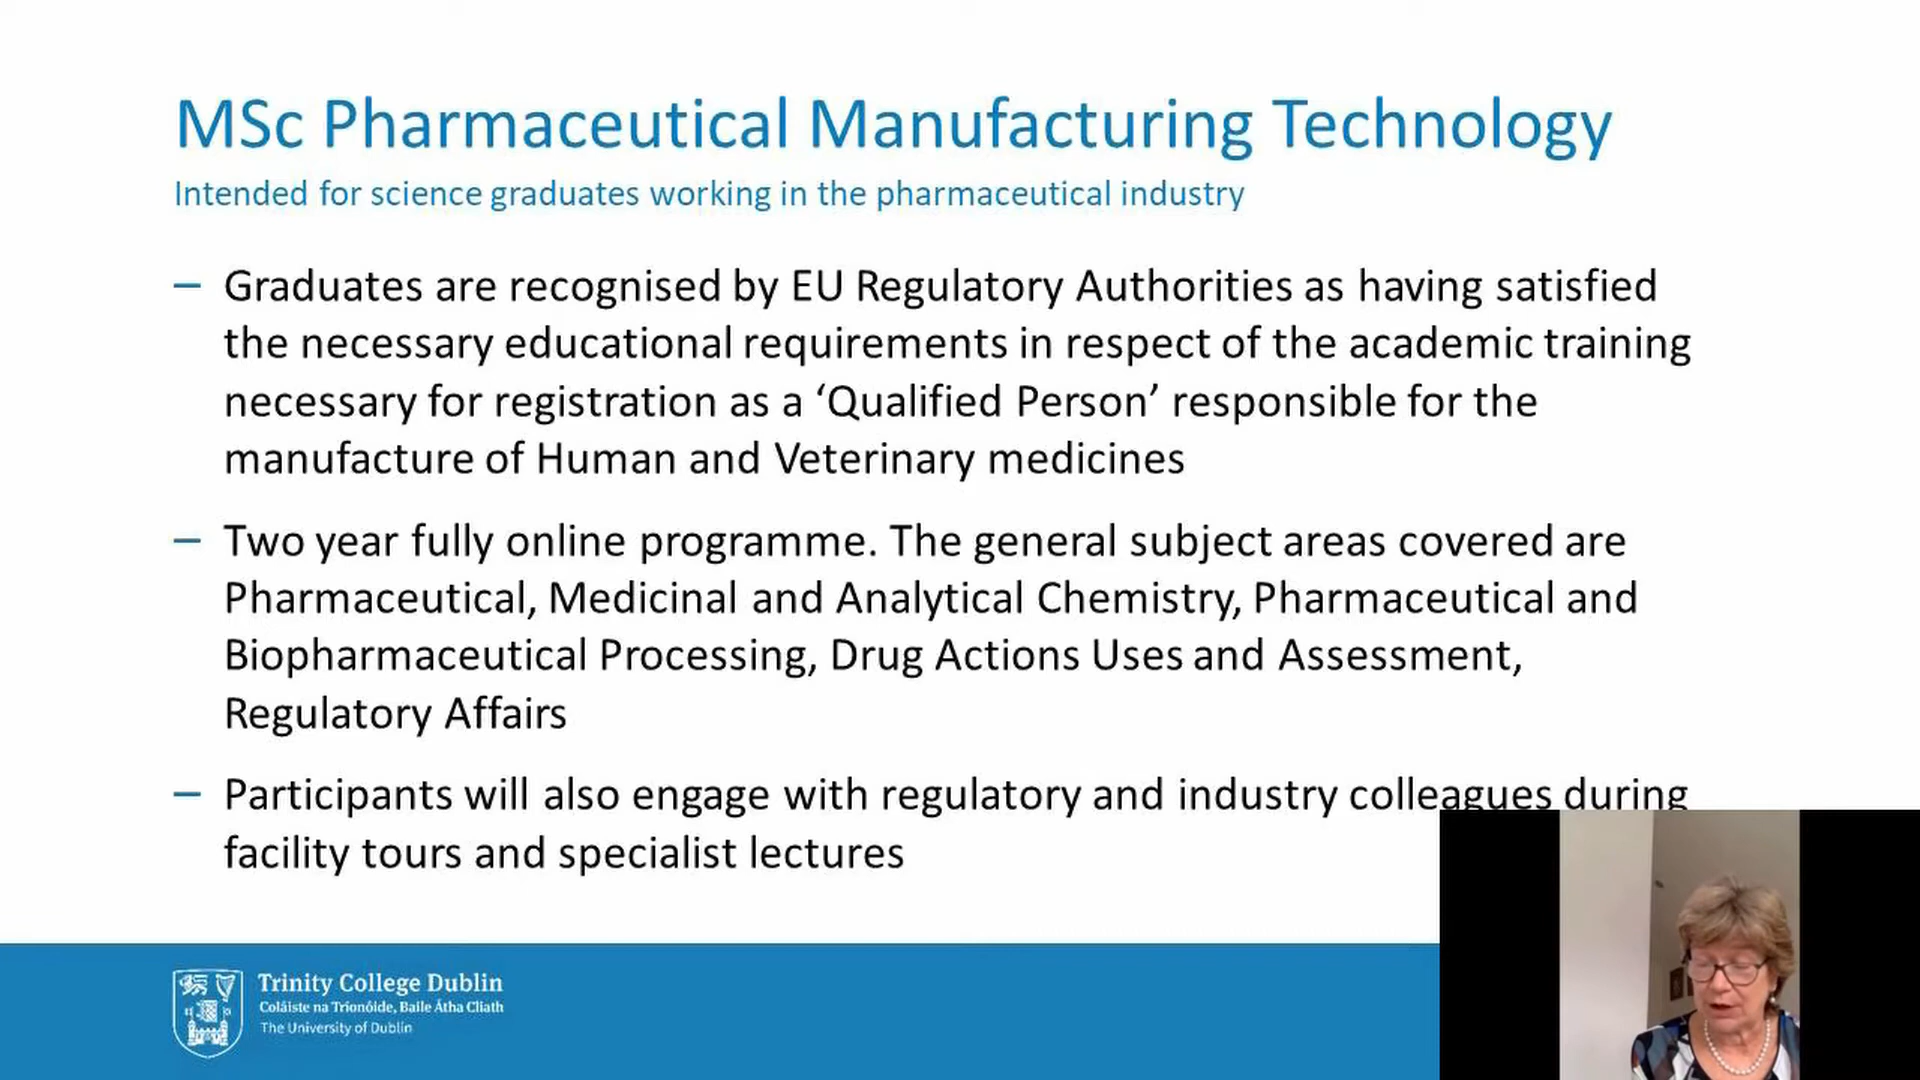 MSc Pharmaceutical Manufacturing Technology
Intended for science graduates working in the pharmaceutical industry
– Graduates are recognised by EU Regulatory Authorities as having satisfied
the necessary educational requirements in respect of the academic training
necessary for registration as a ‘Qualified Person’ responsible for the
manufacture of Human and Veterinary medicines
– Two year fully online programme. The general subject areas covered are
Pharmaceutical, Medicinal and Analytical Chemistry, Pharmaceutical and
Biopharmaceutical Processing, Drug Actions Uses and Assessment,
Regulatory Affairs
– Participants will also engage with regulatory and industry colleagues during
facility tours and specialist lectures
Trinity College Dublin
Coláiste na Tríonóide, Baile Átha Cliath
The University of Dublin